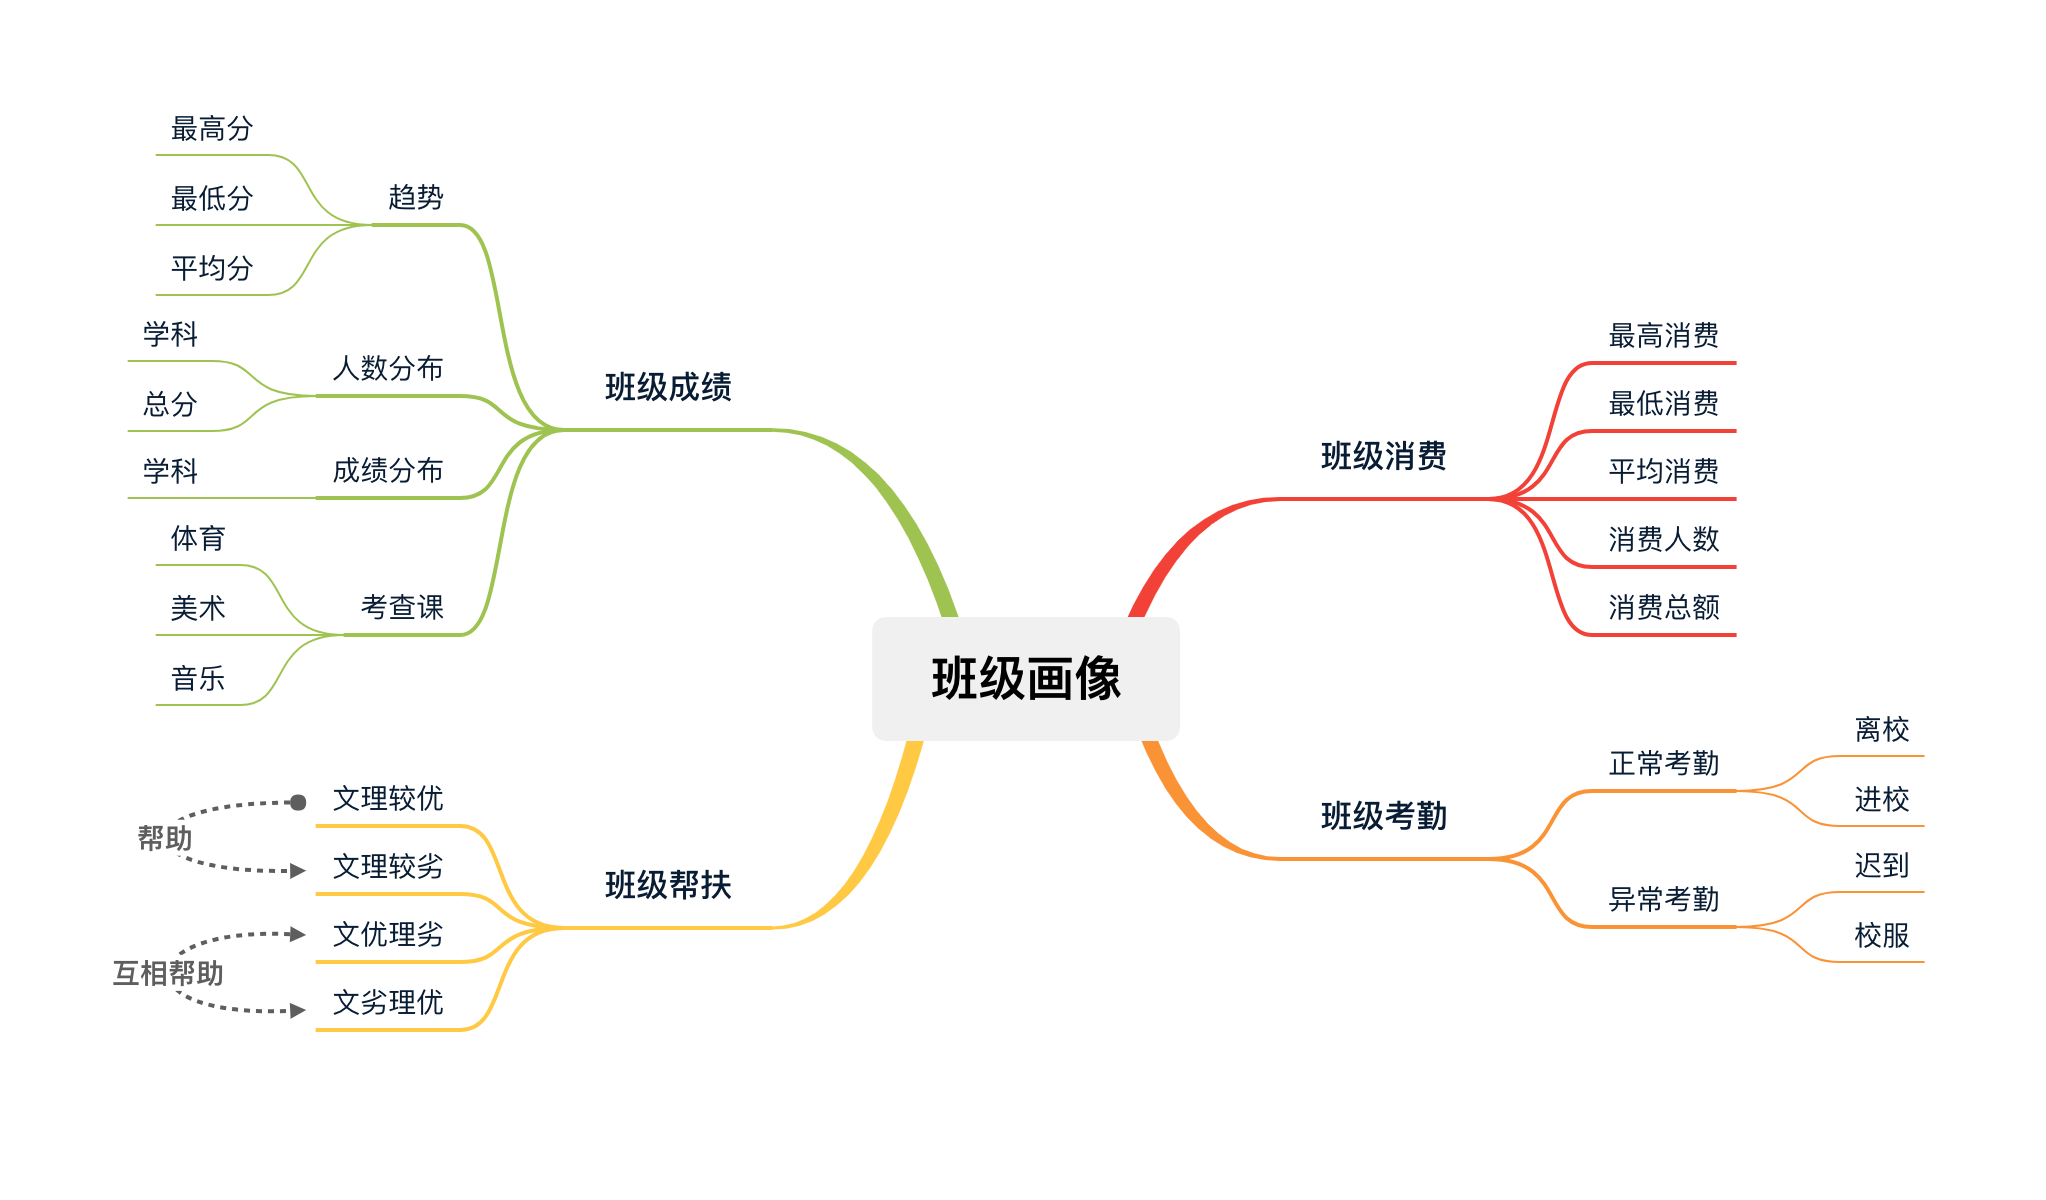 班级画像
班级成绩
趋势
最高分
最低分
平均分
人数分布
学科
总分
成绩分布
学科
考查课
体育
美术
音乐
班级帮扶
文理较优
文理较劣
文优理劣
文劣理优
帮助
互相帮助
班级消费
最高消费
最低消费
平均消费
消费人数
消费总额
班级考勤
正常考勤
离校
进校
异常考勤
迟到
校服